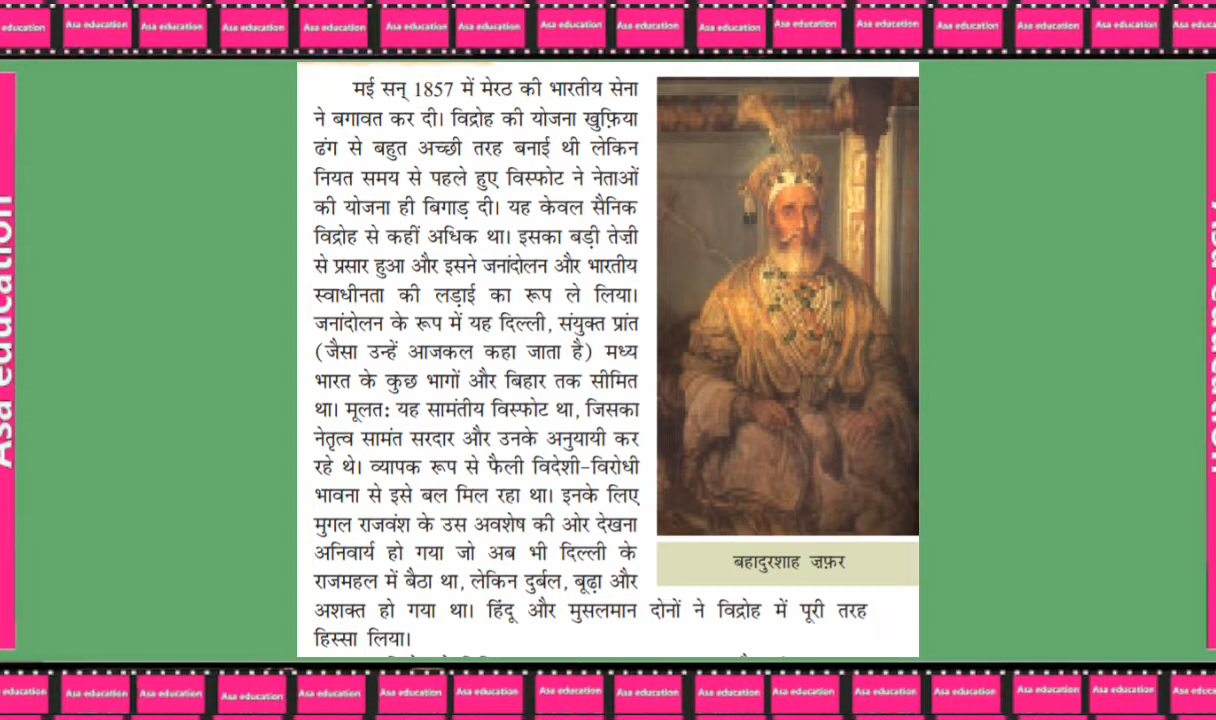 Asa education
मई सन् 1857 में मेरठ की भारतीय सेना
ने बगावत कर दी। विद्रोह की योजना खुफ़िया
ढंग से बहुत अच्छी तरह बनाई थी लेकिन
नियत समय से पहले हुए विस्फोट ने नेताओं
की योजना ही बिगाड़ दी। यह केवल सैनिक
विद्रोह से कहीं अधिक था। इसका बड़ी तेज़ी
से प्रसार हुआ और इसने जनांदोलन और भारतीय
स्वाधीनता की लड़ाई का रूप ले लिया।
जनांदोलन के रूप में यह दिल्ली, संयुक्त प्रांत
(जैसा उन्हें आजकल कहा जाता है) मध्य
भारत के कुछ भागों और बिहार तक सीमित
था। मूलत: यह सामंतीय विस्फोट था, जिसका
नेतृत्व सामंत सरदार और उनके अनुयायी कर
रहे थे। व्यापक रूप से फैली विदेशी-विरोधी
भावना से इसे बल मिल रहा था। इनके लिए
मुगल राजवंश के उस अवशेष की ओर देखना
अनिवार्य हो गया जो अब भी दिल्ली के
राजमहल में बैठा था, लेकिन दुर्बल, बूढ़ा और
अशक्त हो गया था। हिंदू और मुसलमान दोनों ने विद्रोह में पूरी तरह
हिस्सा लिया।
बहादुरशाह ज़फ़र